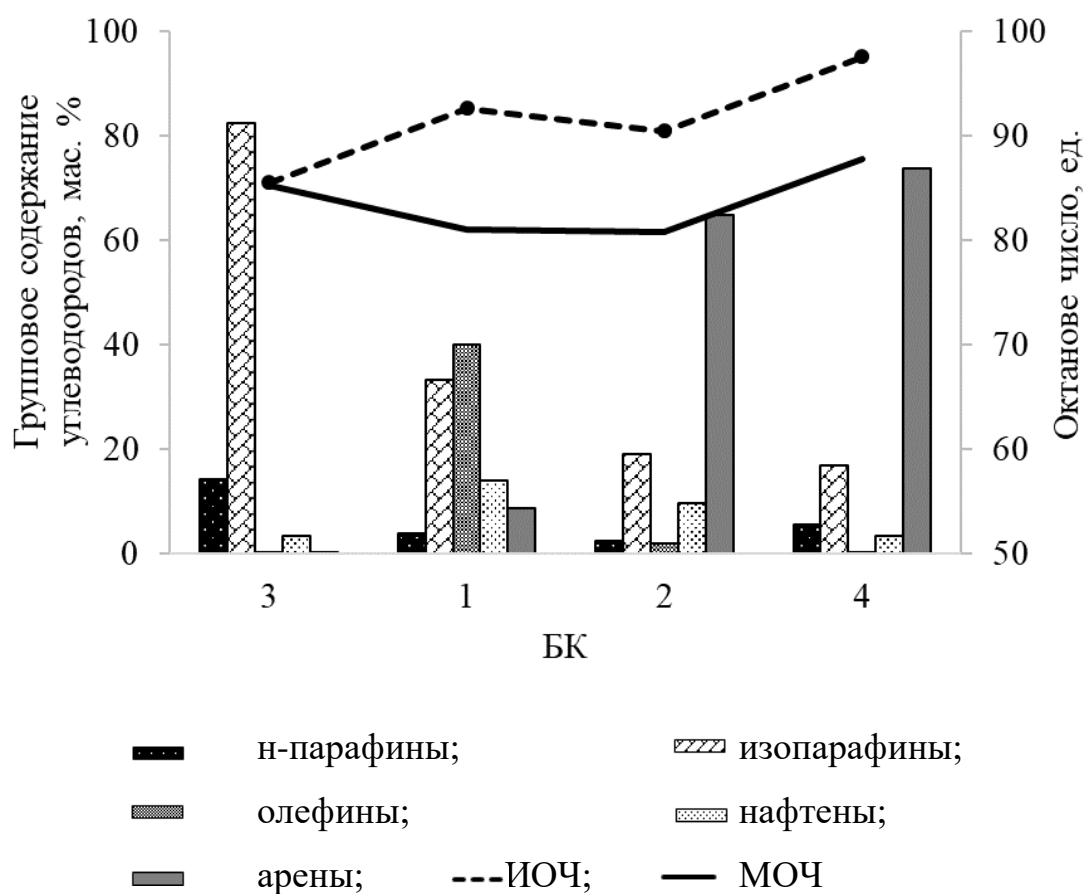 Групповое содержание
углеводородов, мас. %
100
80
60
40
20
0
100
90
80
70
60
50
Октанове число, ед.
3 1 2 4
БК
н-парафины; изопарафины;
олефины; нафтены;
арены; ИОЧ; МОЧ